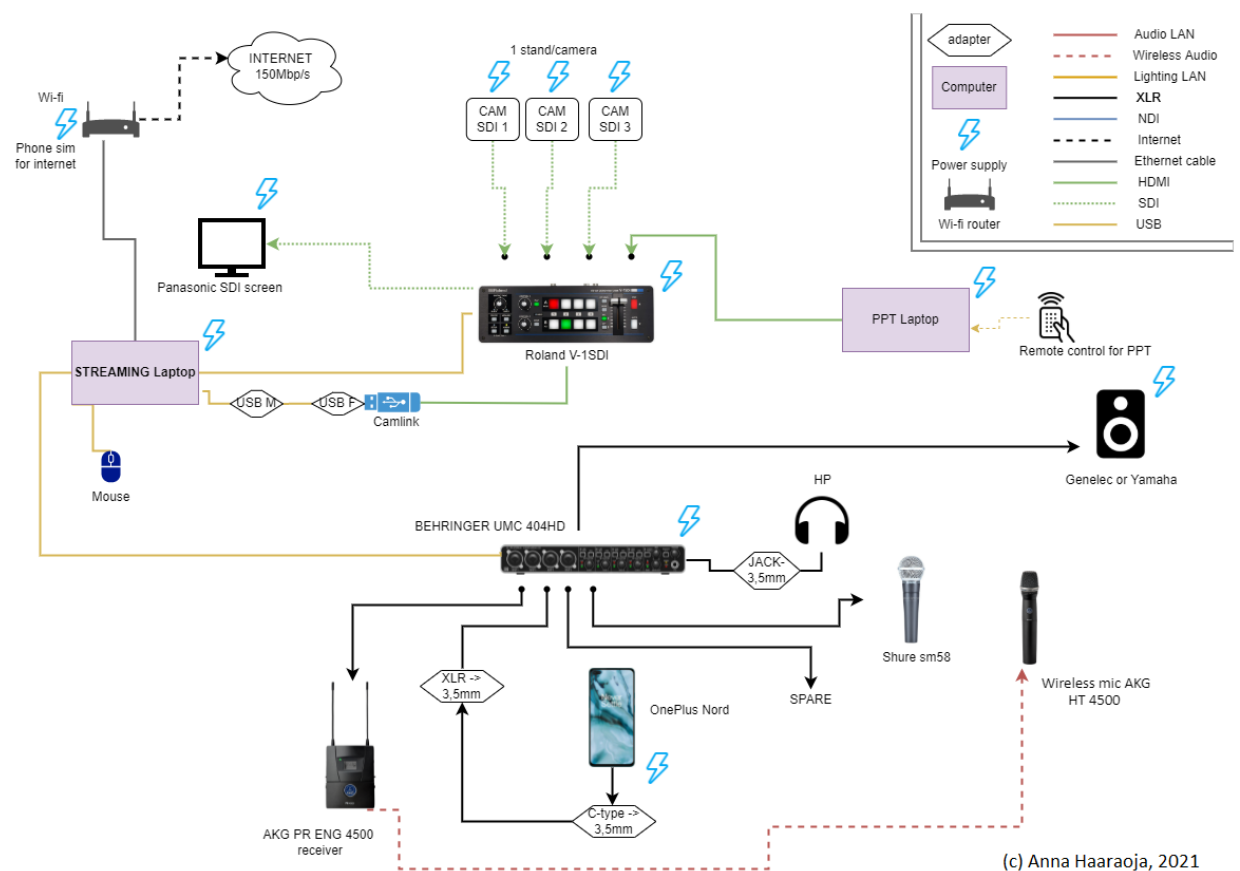 INTERNET
150Mbp/s
Wi-fi
Phone sim
for internet
1 stand/camera
CAM
SDI 1
CAM
SDI 2
CAM
SDI 3
adapter
Computer
Power supply
Wi-fi router
Audio LAN
Wireless Audio
Lighting LAN
XLR
NDI
Internet
Ethernet cable
HDMI
SDI
USB
Panasonic SDI screen
Roland V-1SDI
PPT Laptop
Remote control for PPT
STREAMING Laptop
USB M
USB F
Camlink
Mouse
Genelec or Yamaha
HP
BEHRINGER UMC 404HD
JACK-
3,5mm
Shure sm58
XLR ->
3,5mm
OnePlus Nord
SPARE
Wireless mic AKG
HT 4500
C-type ->
3,5mm
AKG PR ENG 4500
receiver
(c) Anna Haaraoja, 2021